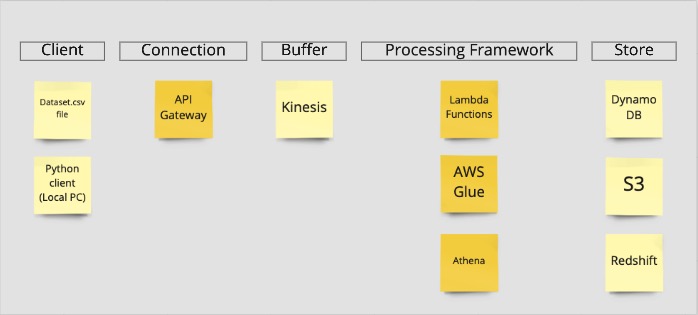 Client
Connection
Buffer
Processing Framework
Store
Dataset.csv
file
API
Gateway
Kinesis
Lambda
Functions
Dynamo
DB
Python
client
(Local PC)
AWS
Glue
S3
Athena
Redshift